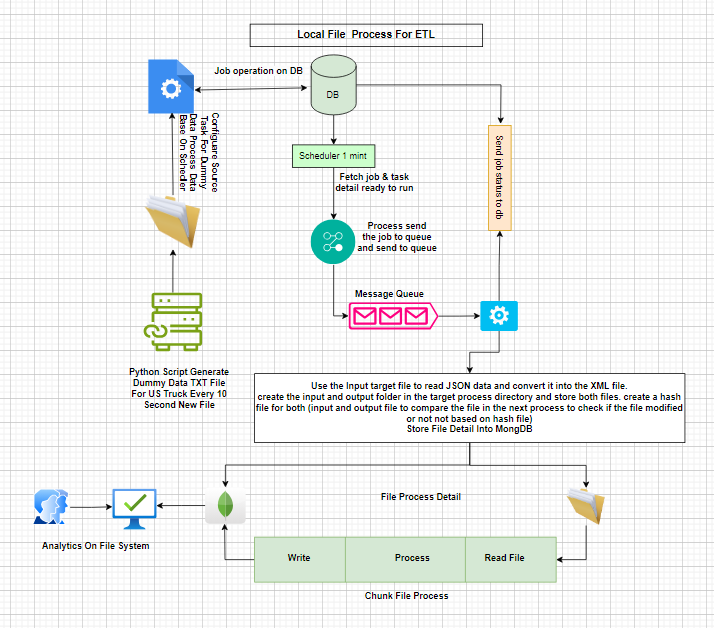 Local File Process For ETL
Job operation on DB
DB
Configuare Source
Task For Dummy
Data Process Data
Base On Schedler
Scheduler 1 mint
Send job status to db
Fetch job & task
detail ready to run
Process send
the job to queue
and send to queue
Message Queue
Python Script Generate
Dummy Data TXT File
For US Truck Every 10
Second New File
Use the Input target file to read JSON data and convert it into the XML file.
create the input and output folder in the target process directory and store both files. create a hash
file for both (input and output file to compare the file in the next process to check if the file modified
or not not based on hash file)
Store File Detail Into MongDB
File Process Detail
Analytics On File System
Write
Process
Read File
Chunk File Process